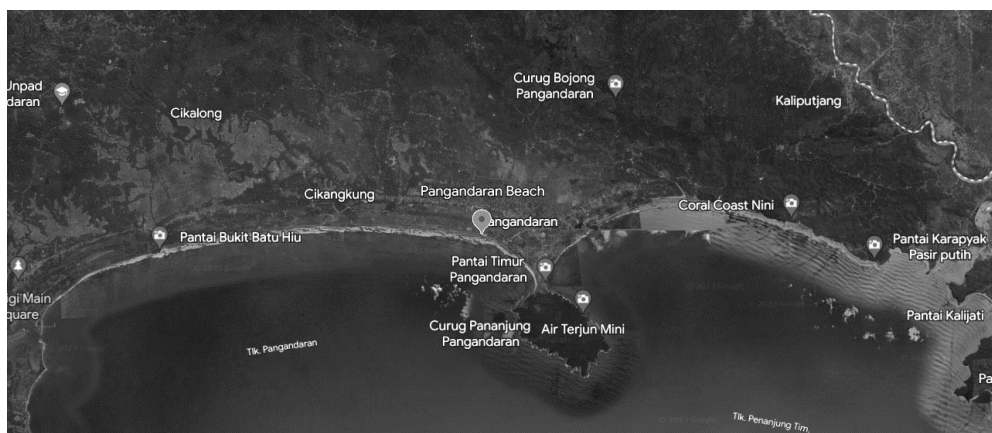 Unpad
daran
Cikalong
Curug Bojong
Pangandaran
Kaliputjang
Cikangkung
Pangandaran Beach
angandaran
Coral Coast Nini
Pantai Bukit Batu Hiu
Pantai Karapyak
Pasir putih
Pantai Timur
Pangandaran
gi Main
quare
Pantai Kalijati
Curug Pananjung
Pangandaran
Air Terjun Mini
Tlk. Pangandaran
Pa
Tlk. Penanjung Tim.